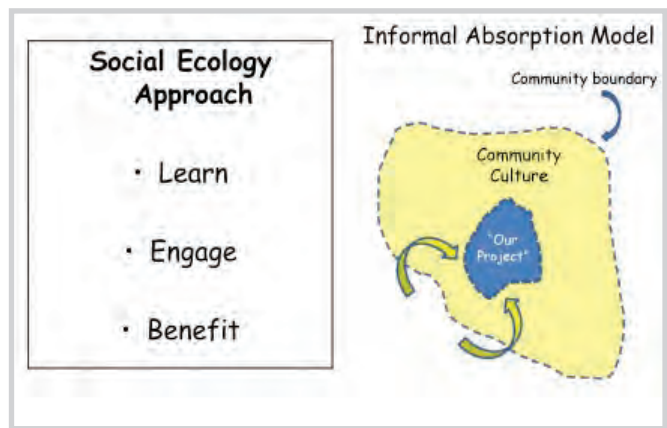 Social Ecology
Approach
· Learn
· Engage
· Benefit
Informal Absorption Model
Community boundary
Community
Culture
"Our
Project"